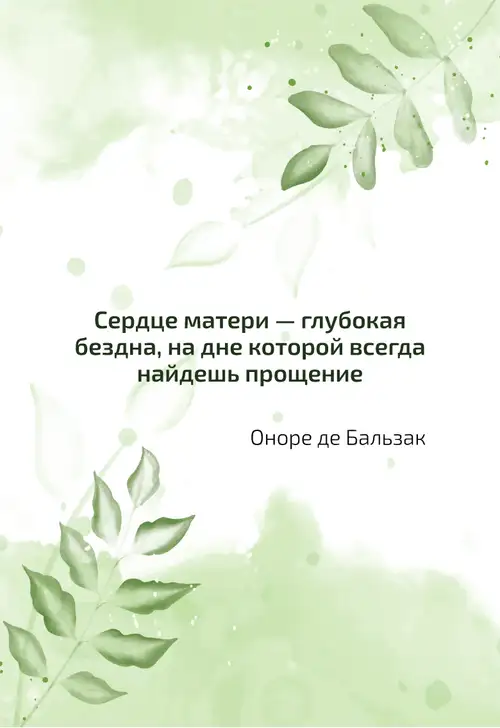 Сердце матери — глубокая
бездна, на дне которой всегда
найдешь прощение
Оноре де Бальзак